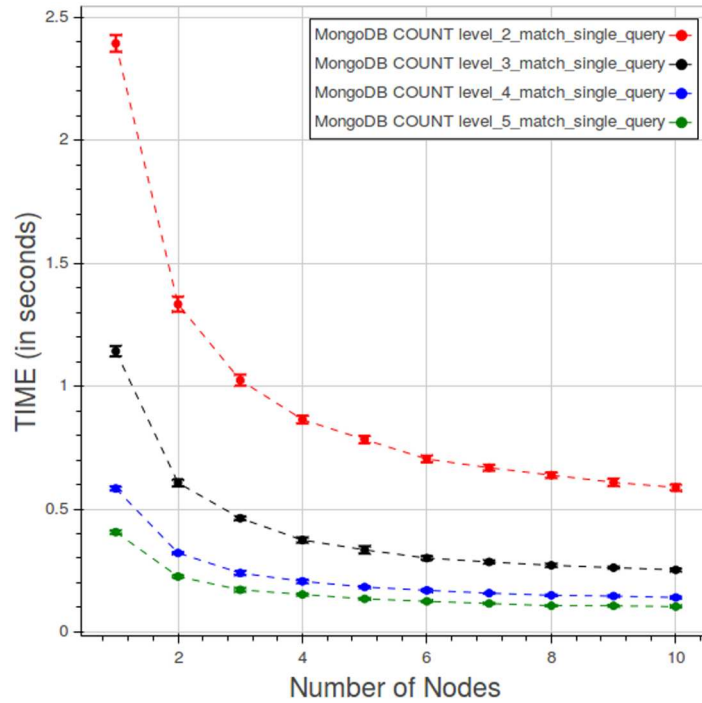 2.5
MongoDB COUNT level_2_match_single_query
MongoDB COUNT level_3_match_single_query
MongoDB COUNT level_4_match_single_query
MongoDB COUNT level_5_match_single_query
2
1.5
1
0.5
0
TIME (in seconds)
2 4 6 8 10
Number of Nodes